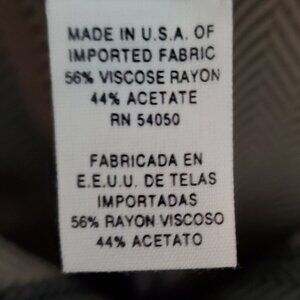 MADE IN U.S.A. OF
IMPORTED FABRIC
56% VISCOSE RAYON
44% ACETATE
RN 54050
FABRICADA EN
E.E.U.U. DE TELAS
IMPORTADAS
56% RAYON VISCOSO
44% ACETATO